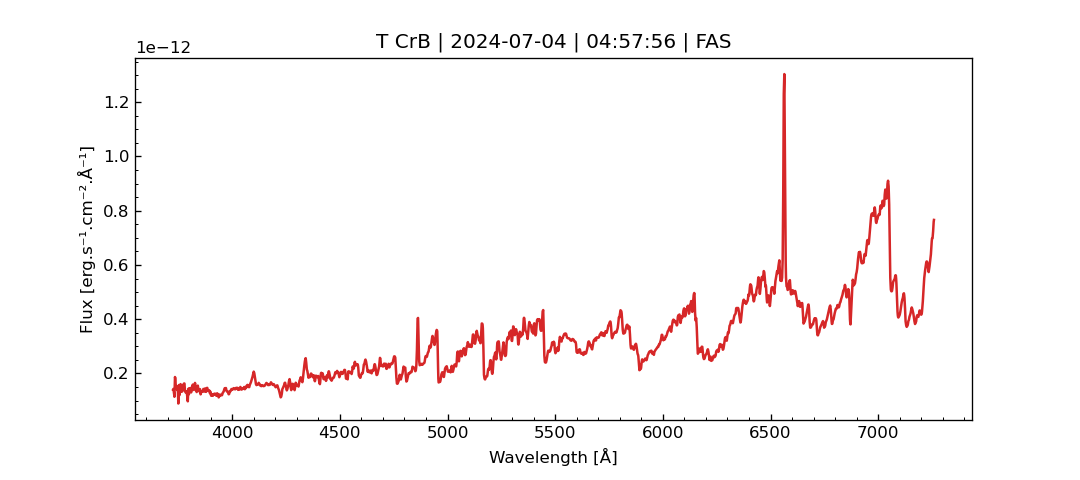 T CrB | 2024-07-04 | 04:57:56 | FAS
1e−12
1.2
1.0
0.8
0.6
0.4
0.2
Flux [erg.s⁻¹.cm⁻².Å⁻¹]
4000 4500 5000 5500 6000 6500 7000
Wavelength [Å]